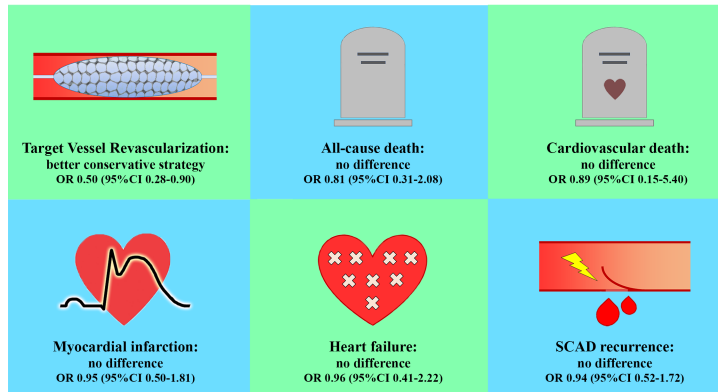 Target Vessel Revascularization:
better conservative strategy
OR 0.50 (95%CI 0.28-0.90)
All-cause death:
no difference
OR 0.81 (95%CI 0.31-2.08)
Cardiovascular death:
no difference
OR 0.89 (95%CI 0.15-5.40)
Myocardial infarction:
no difference
OR 0.95 (95%CI 0.50-1.81)
Heart failure:
no difference
OR 0.96 (95%CI 0.41-2.22)
SCAD recurrence:
no difference
OR 0.94 (95%CI 0.52-1.72)